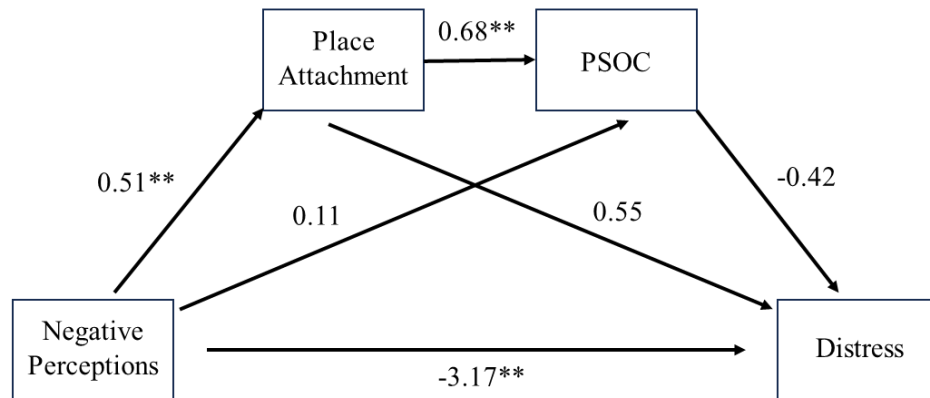 Place
Attachment
0.68**
PSOC
0.51**
0.11
0.55
-0.42
Negative
Perceptions
-3.17**
Distress